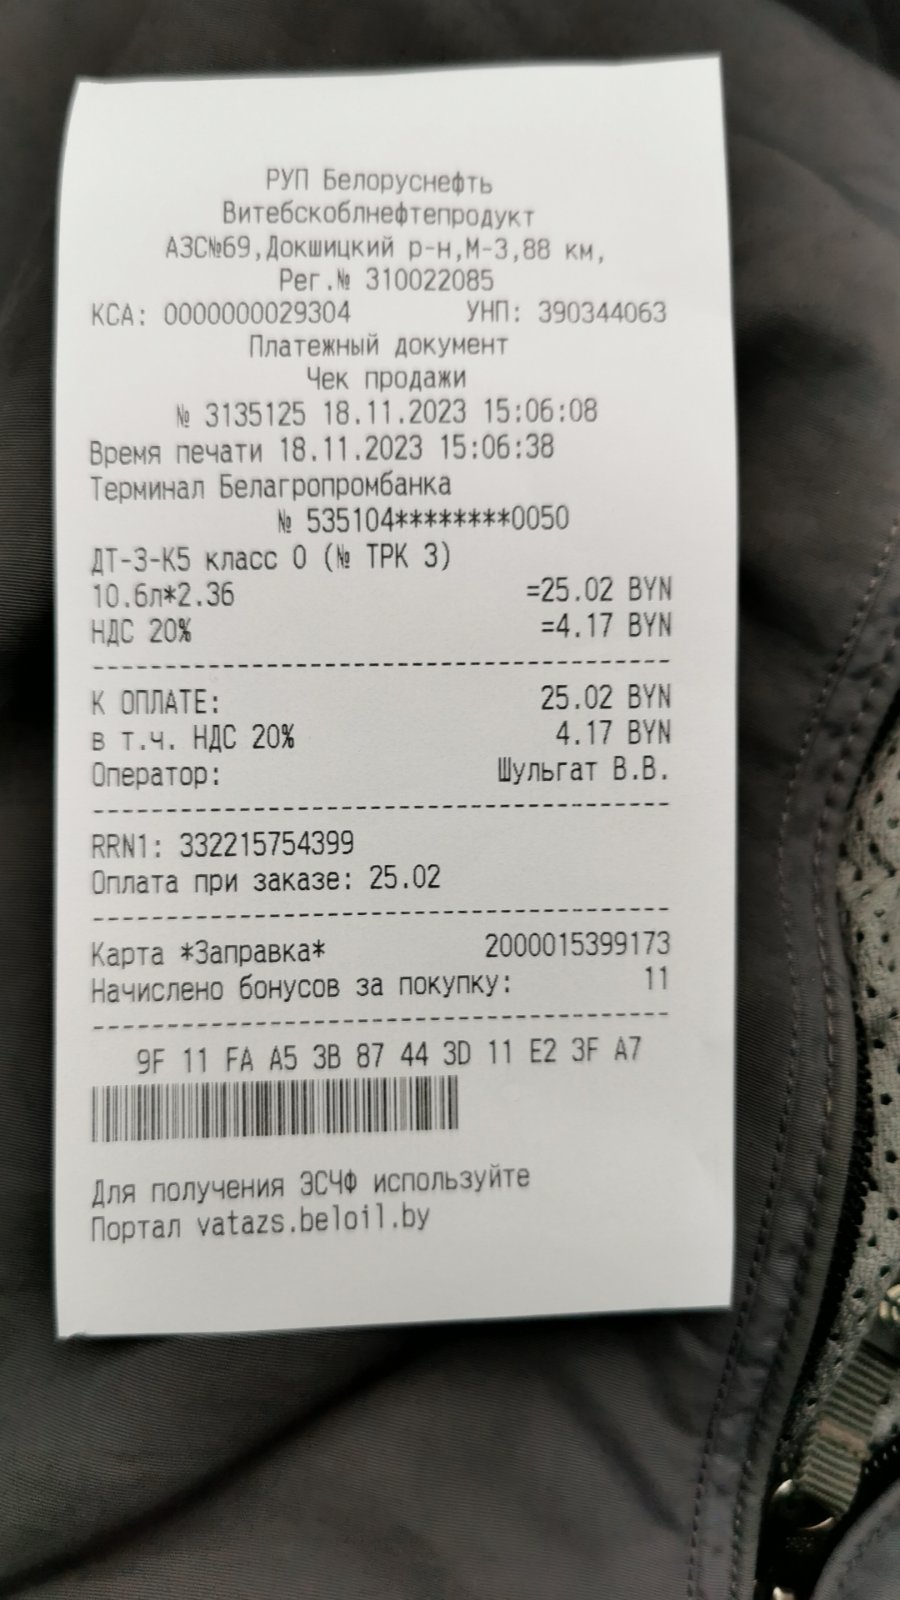 РУП Белоруснефть
Витебскоблнефтепродукт
АЗС№69,Докшицкий р-н,М-3,88 км,
Рег.№ 310022085
КСА: 0000000029304 УНП: 390344063
Платежный документ
Чек продажи
№ 3135125 18.11.2023 15:06:08
Время печати 18.11.2023 15:06:38
Терминал Белагропромбанка
№ 535104********0050
ДТ-З-К5 класс 0 (№ ТРК 3)
10.6л*2.36 =25.02 BYN
НДС 20% =4.17 BYN
К ОПЛАТЕ: 25.02 BYN
в т.ч. НДС 20% 4.17 BYN
Оператор: Шульгат В.В.
RRN1: 332215754399
Оплата при заказе: 25.02
Карта *Заправка* 2000015399173
Начислено бонусов за покупку: 11
9F 11 FA A5 3B 87 44 3D 11 E2 3F A7
Для получения ЭСЧФ используйте
Портал vatazs.beloil.by